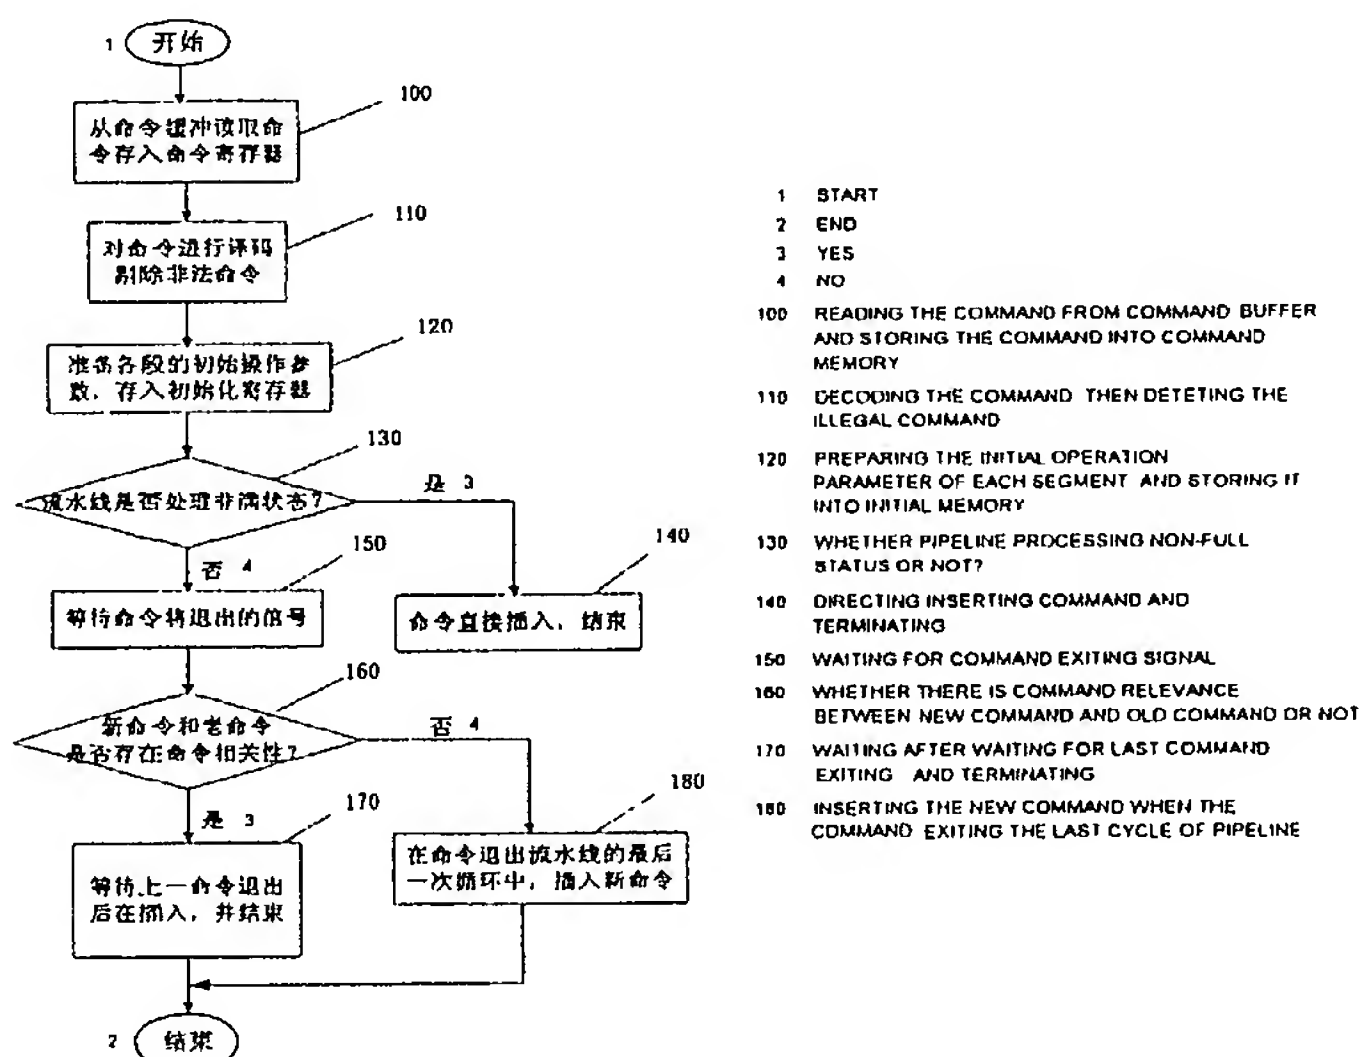 1 开始
100
从命令缓冲读取命
令存入命令寄存器
110
对命令进行译码
剔除非法命令
120
准备各段的初始操作参
数，存入初始化寄存器
130
流水线是否处理非满状态？
是 3
140
命令直接插入，结束
否 4
150
等待命令将退出的信号
160
新命令和老命令
是否存在命令相关性？
否 4
180
在命令退出流水线的最后
一次循环中，插入新命令
是 3
170
等待上一命令退出
后在插入，并结束
2 结束
1 START
2 END
3 YES
4 NO
100 READING THE COMMAND FROM COMMAND BUFFER
AND STORING THE COMMAND INTO COMMAND
MEMORY
110 DECODING THE COMMAND THEN DETETING THE
ILLEGAL COMMAND
120 PREPARING THE INITIAL OPERATION
PARAMETER OF EACH SEGMENT AND STORING IT
INTO INITIAL MEMORY
130 WHETHER PIPELINE PROCESSING NON-FULL
STATUS OR NOT?
140 DIRECTING INSERTING COMMAND AND
TERMINATING
150 WAITING FOR COMMAND EXITING SIGNAL
160 WHETHER THERE IS COMMAND RELEVANCE
BETWEEN NEW COMMAND AND OLD COMMAND OR NOT
170 WAITING AFTER WAITING FOR LAST COMMAND
EXITING AND TERMINATING
180 INSERTING THE NEW COMMAND WHEN THE
COMMAND EXITING THE LAST CYCLE OF PIPELINE